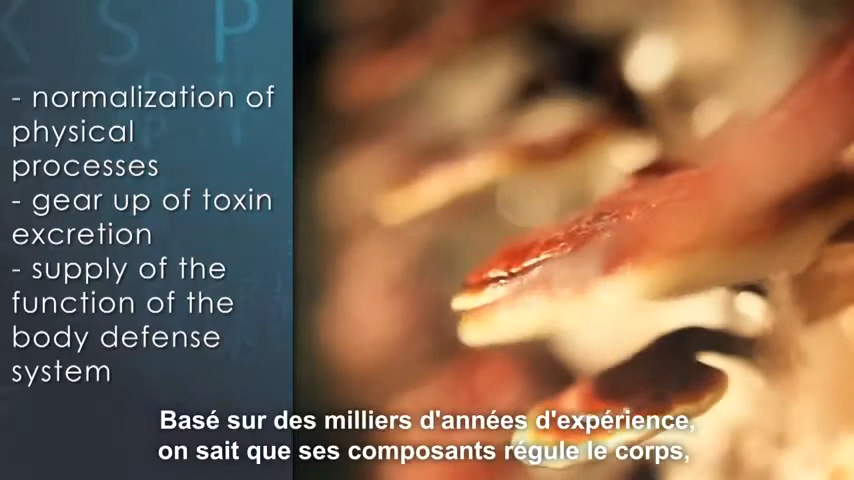 K S P
- normalization of
physical
processes
- gear up of toxin
excretion
- supply of the
function of the
body defense
system
Basé sur des milliers d'années d'expérience,
on sait que ses composants régule le corps,